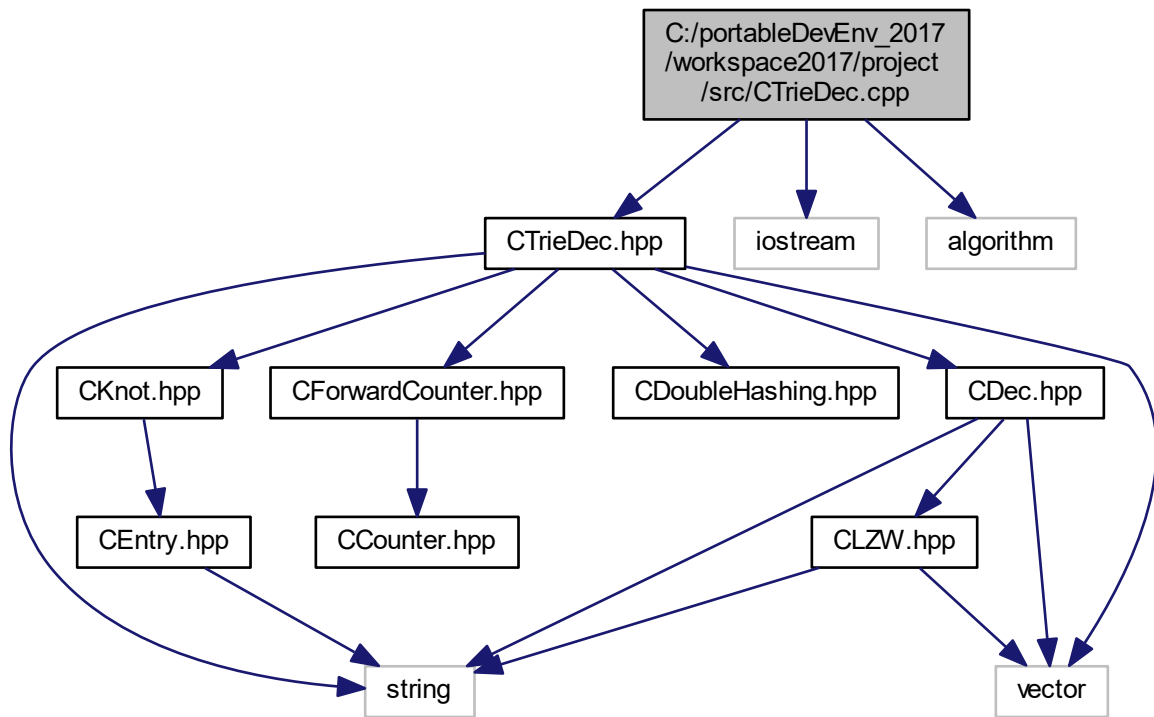 C:/portableDevEnv_2017
/workspace2017/project
/src/CTrieDec.cpp
CTrieDec.hpp
iostream
algorithm
CKnot.hpp
CForwardCounter.hpp
CDoubleHashing.hpp
CDec.hpp
CEntry.hpp
CCounter.hpp
CLZW.hpp
string
vector